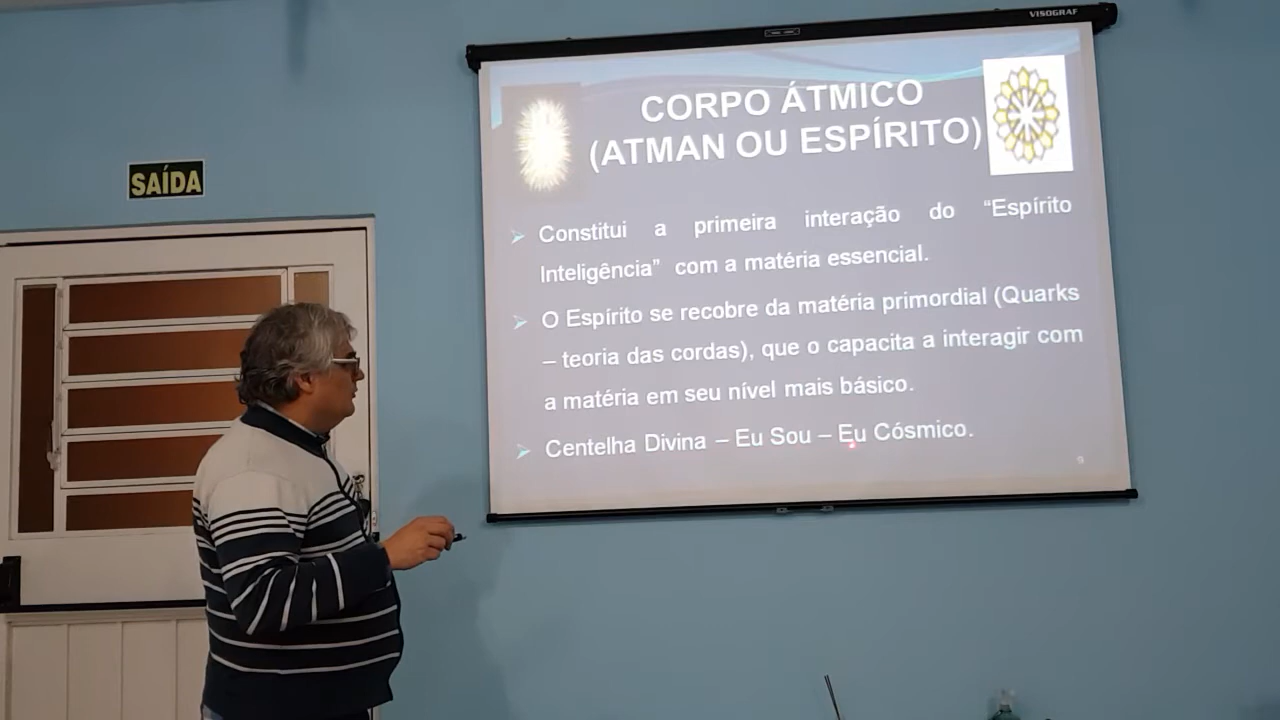 VISOGRAF
SAÍDA
CORPO ÁTMICO
(ATMAN OU ESPÍRITO)
Constitui a primeira interação do “Espírito
Inteligência” com a matéria essencial.
O Espírito se recobre da matéria primordial (Quarks
– teoria das cordas), que o capacita a interagir com
a matéria em seu nível mais básico.
Centelha Divina – Eu Sou – Eu Cósmico.
9